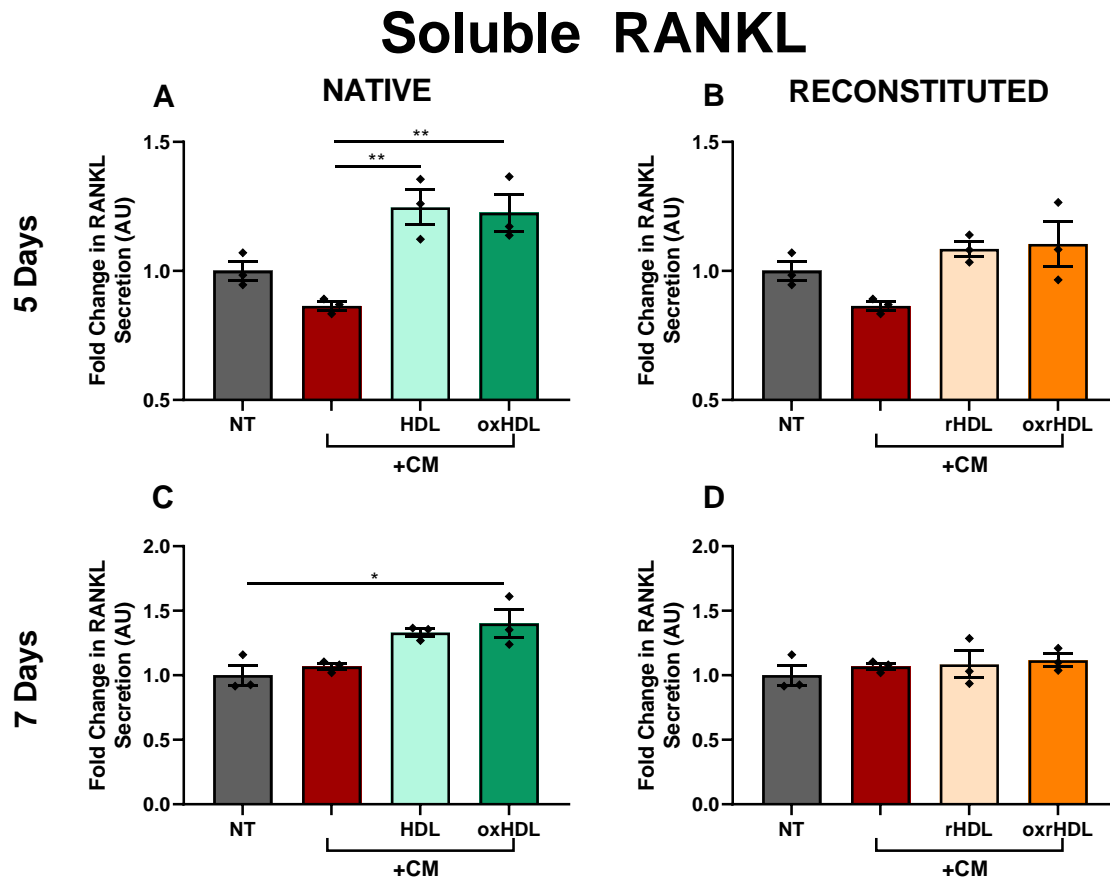 Soluble RANKL
A
NATIVE
B
RECONSTITUTED
5 Days
Fold Change in RANKL
Secretion (AU)
1.5
1.0
0.5
**
**
NT
HDL
oxHDL
+CM
Fold Change in RANKL
Secretion (AU)
1.5
1.0
0.5
NT
rHDL
oxrHDL
+CM
7 Days
C
Fold Change in RANKL
Secretion (AU)
2.0
1.5
1.0
0.5
0.0
*
NT
HDL
oxHDL
+CM
D
Fold Change in RANKL
Secretion (AU)
2.0
1.5
1.0
0.5
0.0
NT
rHDL
oxrHDL
+CM